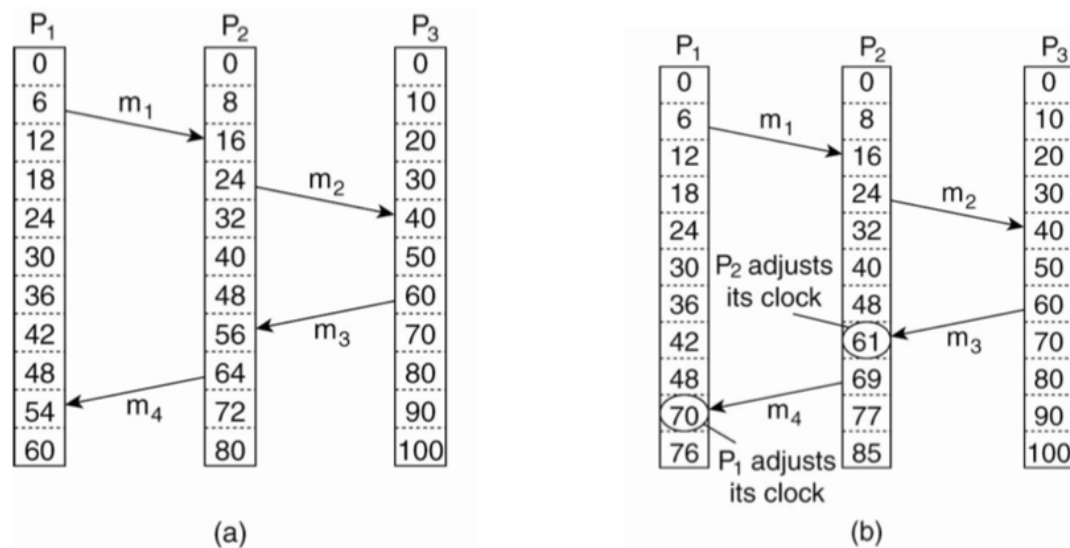 P1 P2 P3
0 0 0
6 8 10
m1
12 16 20
18 24 30
m2
24 32 40
30 40 50
36 48 60
42 56 70
m3
48 64 80
54 72 90
m4
60 80 100
(a)
P1 P2 P3
0 0 0
6 8 10
m1
12 16 20
18 24 30
m2
24 32 40
30 40 50
P2 adjusts
its clock
36 48 60
42 61 70
m3
48 69 80
70 77 90
m4
76 85 100
P1 adjusts
its clock
(b)